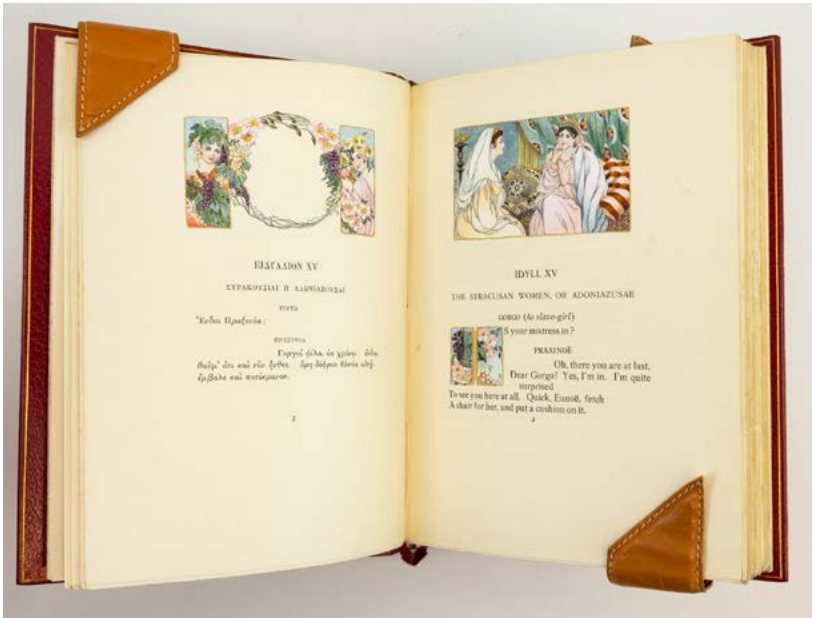 ΕΙΔΥΛΛΙΟΝ XV
ΣΥΡΑΚΟΥΣΙΑΙ Η ΑΔΩΝΙΑΖΟΥΣΑΙ
ΓΟΡΓΩ
Ἔνδοι Πραξινόα;
ΠΡΑΞΙΝΟΑ
Γοργοῖ φίλα, ὡς χρόνῳ. ἔνδοι.
θαῦμ' ὅτι καὶ νῦν ἦνθες. ὅρη δίφρον Εὐνόα αὐτῇ·
ἔμβαλε καὶ ποτίκρανον.
2
IDYLL XV
THE SYRACUSAN WOMEN, OR ADONIAZUSAE
GORGO (to slave-girl)
IS your mistress in?
PRAXINOË
Oh, there you are at last,
Dear Gorgo! Yes, I'm in. I'm quite
surprised
To see you here at all. Quick, Eunoë, fetch
A chair for her, and put a cushion on it.